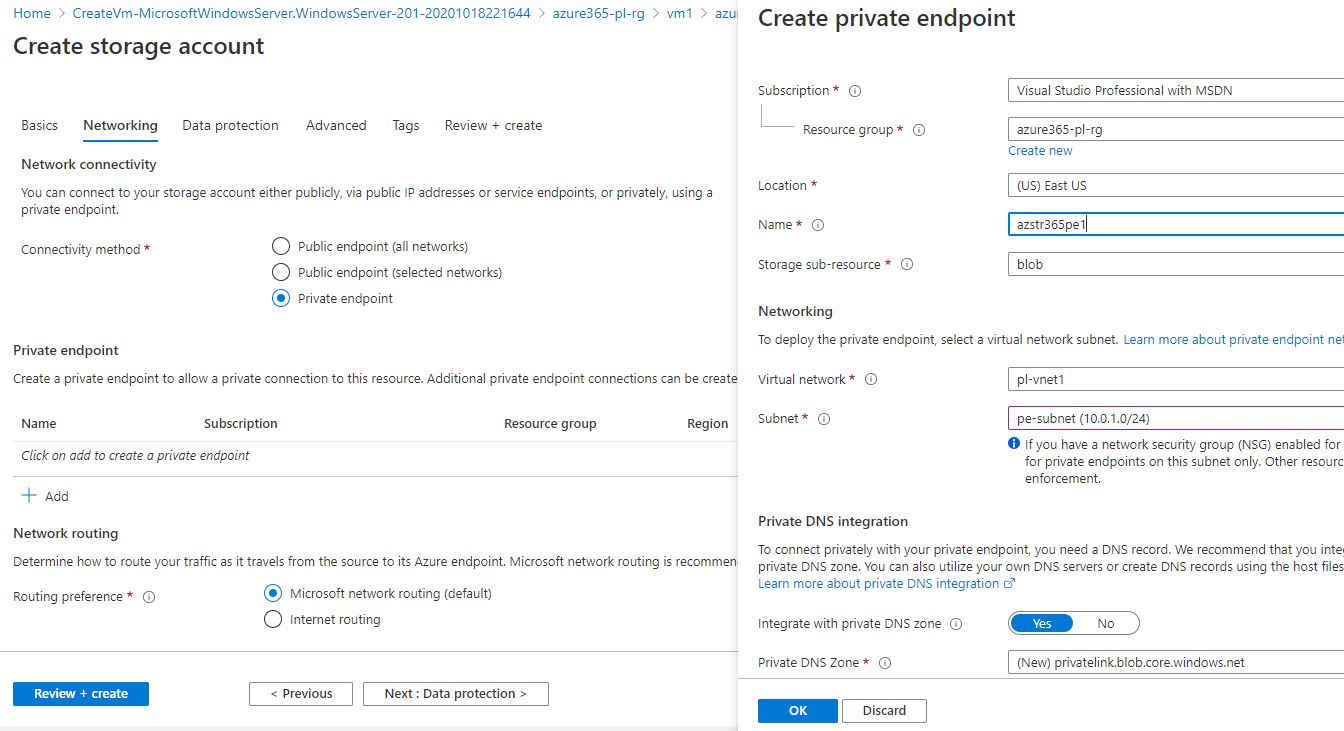 Home > CreateVm-MicrosoftWindowsServer.WindowsServer-201-20201018221644 > azure365-pl-rg > vm1 >
Create storage account
Basics Networking Data protection Advanced Tags Review + create
Network connectivity
You can connect to your storage account either publicly, via public IP addresses or service endpoints, or privately, using a
private endpoint.
Connectivity method *
Public endpoint (all networks)
Public endpoint (selected networks)
Private endpoint
Private endpoint
Create a private endpoint to allow a private connection to this resource. Additional private endpoint connections can be create
Name Subscription Resource group Region
Click on add to create a private endpoint
+ Add
Network routing
Determine how to route your traffic as it travels from the source to its Azure endpoint. Microsoft network routing is recommen
Routing preference *
Microsoft network routing (default)
Internet routing
Review + create
< Previous
Next : Data protection >
Create private endpoint
Subscription *
Visual Studio Professional with MSDN
Resource group *
azure365-pl-rg
Create new
Location *
(US) East US
Name *
azstr365pe1
Storage sub-resource *
blob
Networking
To deploy the private endpoint, select a virtual network subnet. Learn more about private endpoint net
Virtual network *
pl-vnet1
Subnet *
pe-subnet (10.0.1.0/24)
If you have a network security group (NSG) enabled for
for private endpoints on this subnet only. Other resourc
enforcement.
Private DNS integration
To connect privately with your private endpoint, you need a DNS record. We recommend that you inte
private DNS zone. You can also utilize your own DNS servers or create DNS records using the host files
Learn more about private DNS integration
Integrate with private DNS zone
Yes No
Private DNS Zone *
(New) privatelink.blob.core.windows.net
OK
Discard